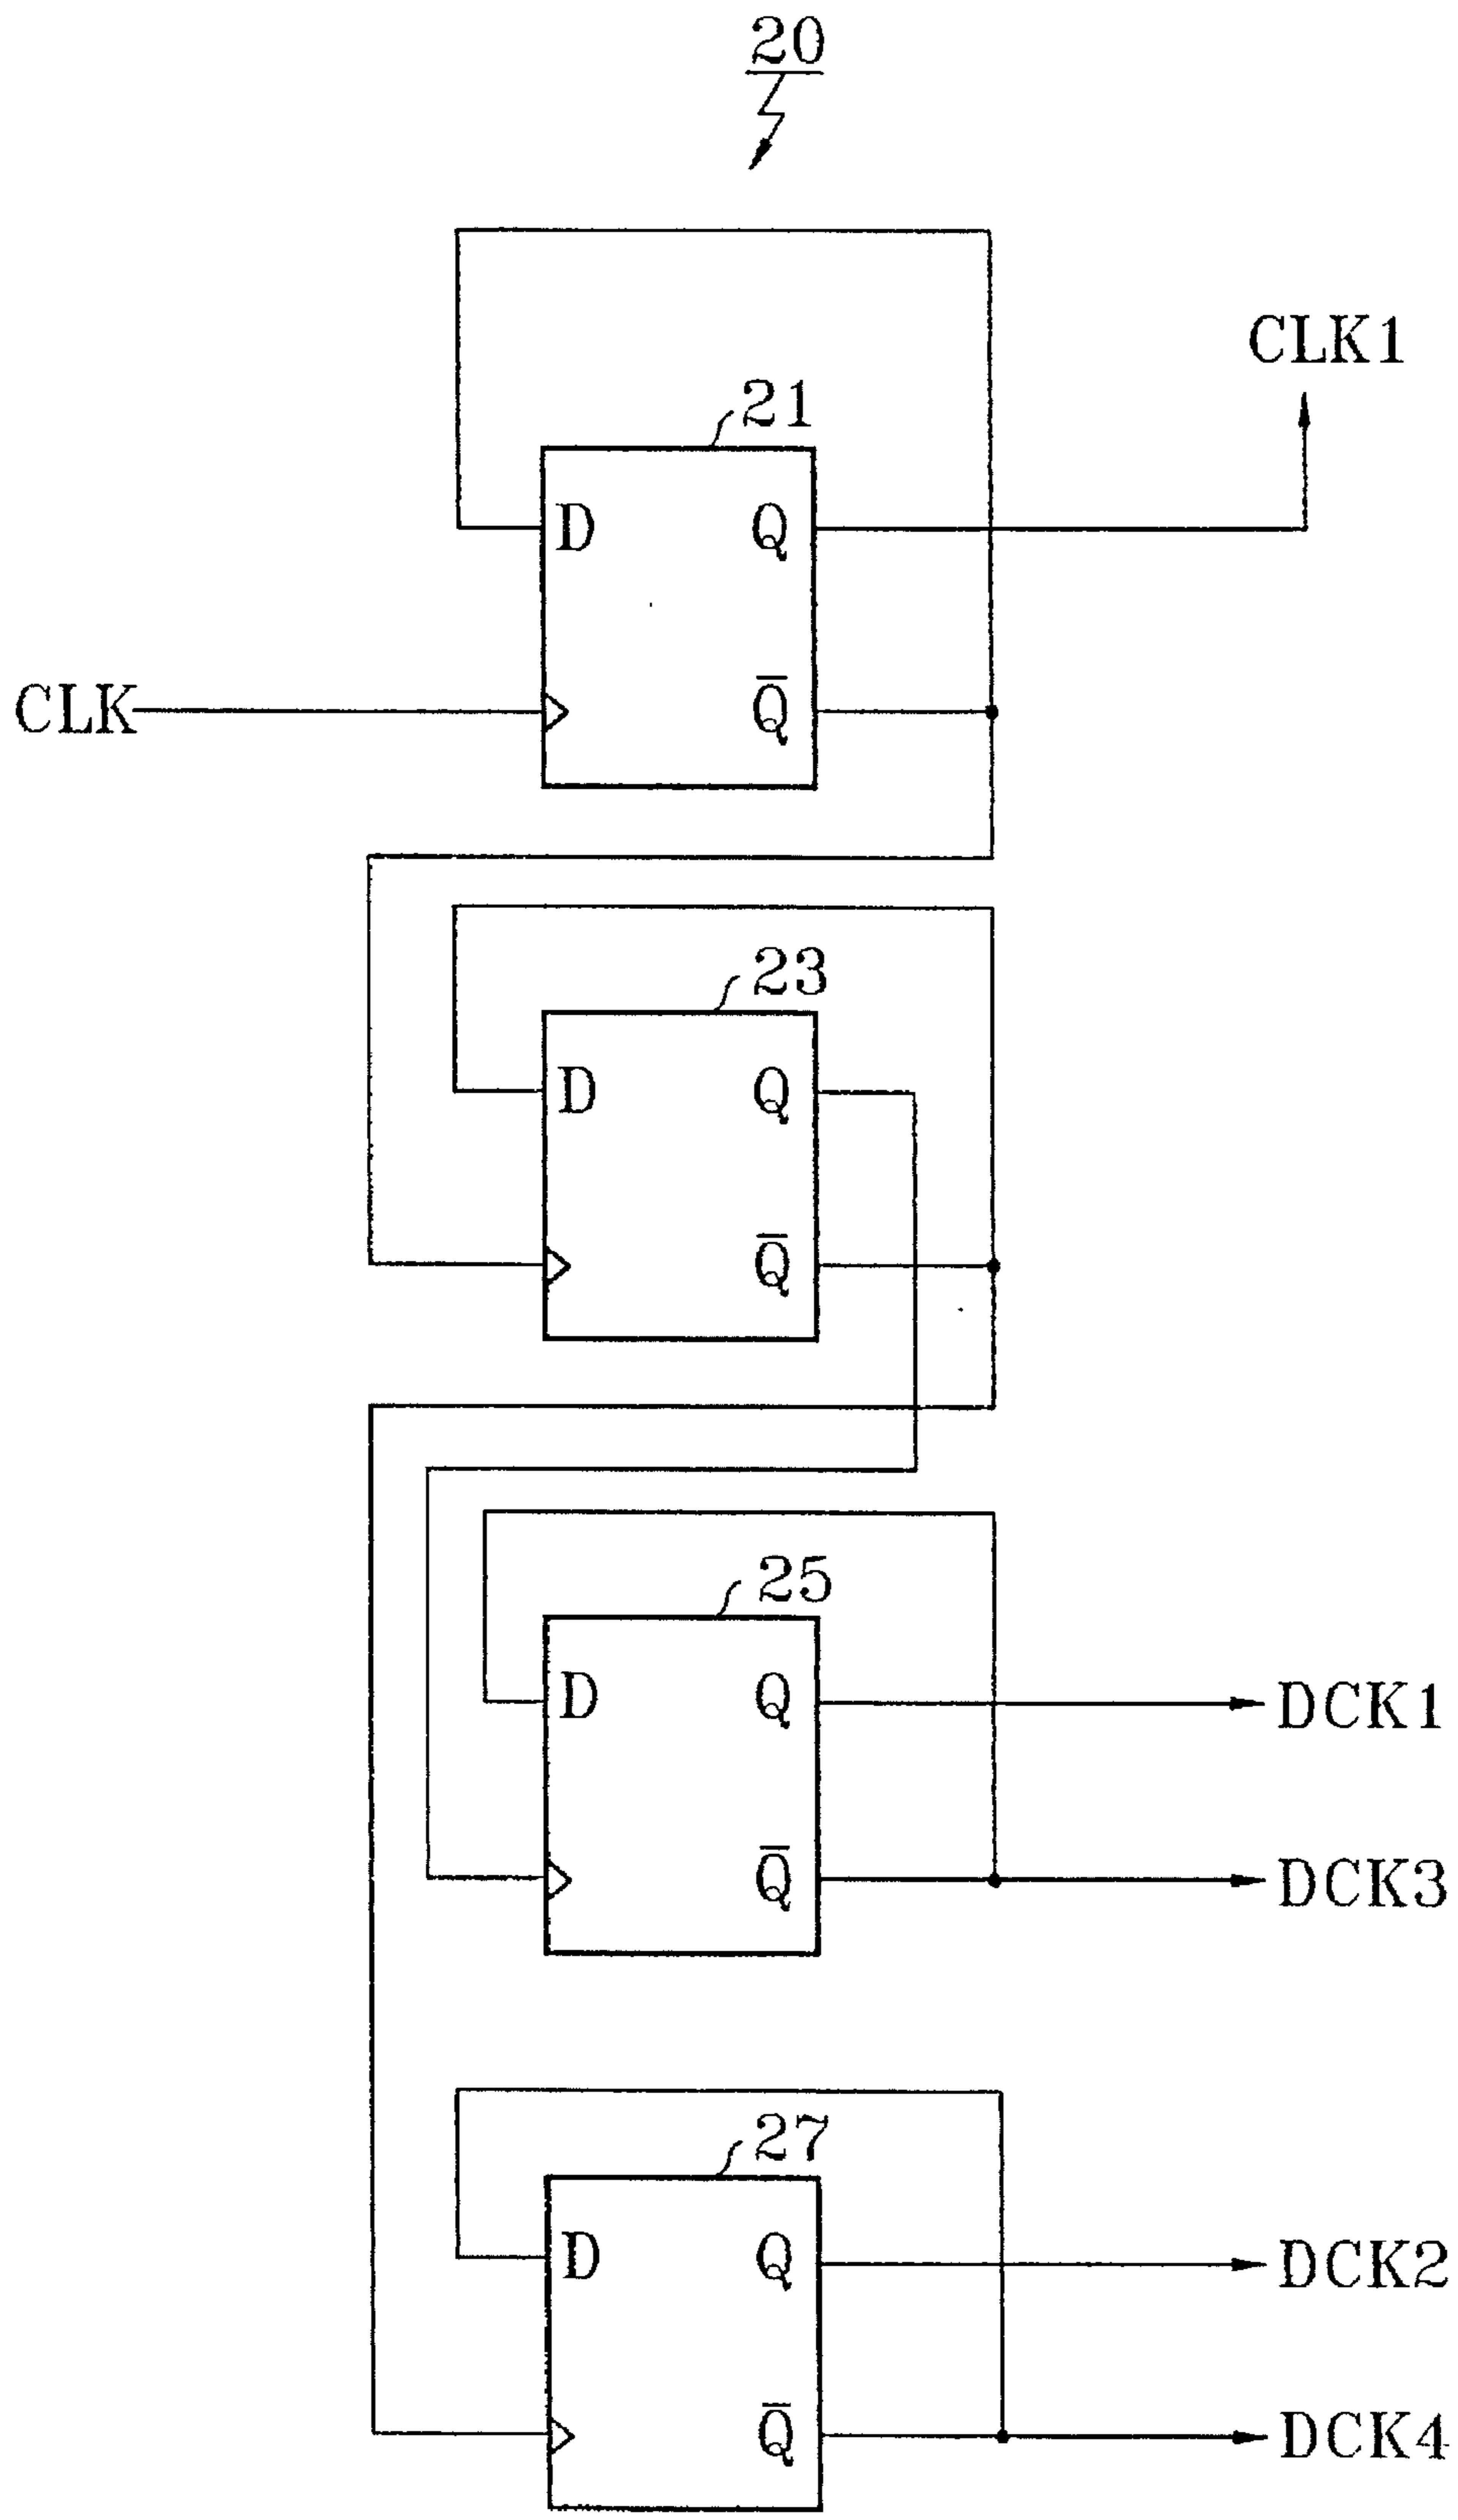 20
CLK1
21
D Q
CLK Q̅
23
D Q
Q̅
25
D Q DCK1
Q̅ DCK3
27
D Q DCK2
Q̅ DCK4